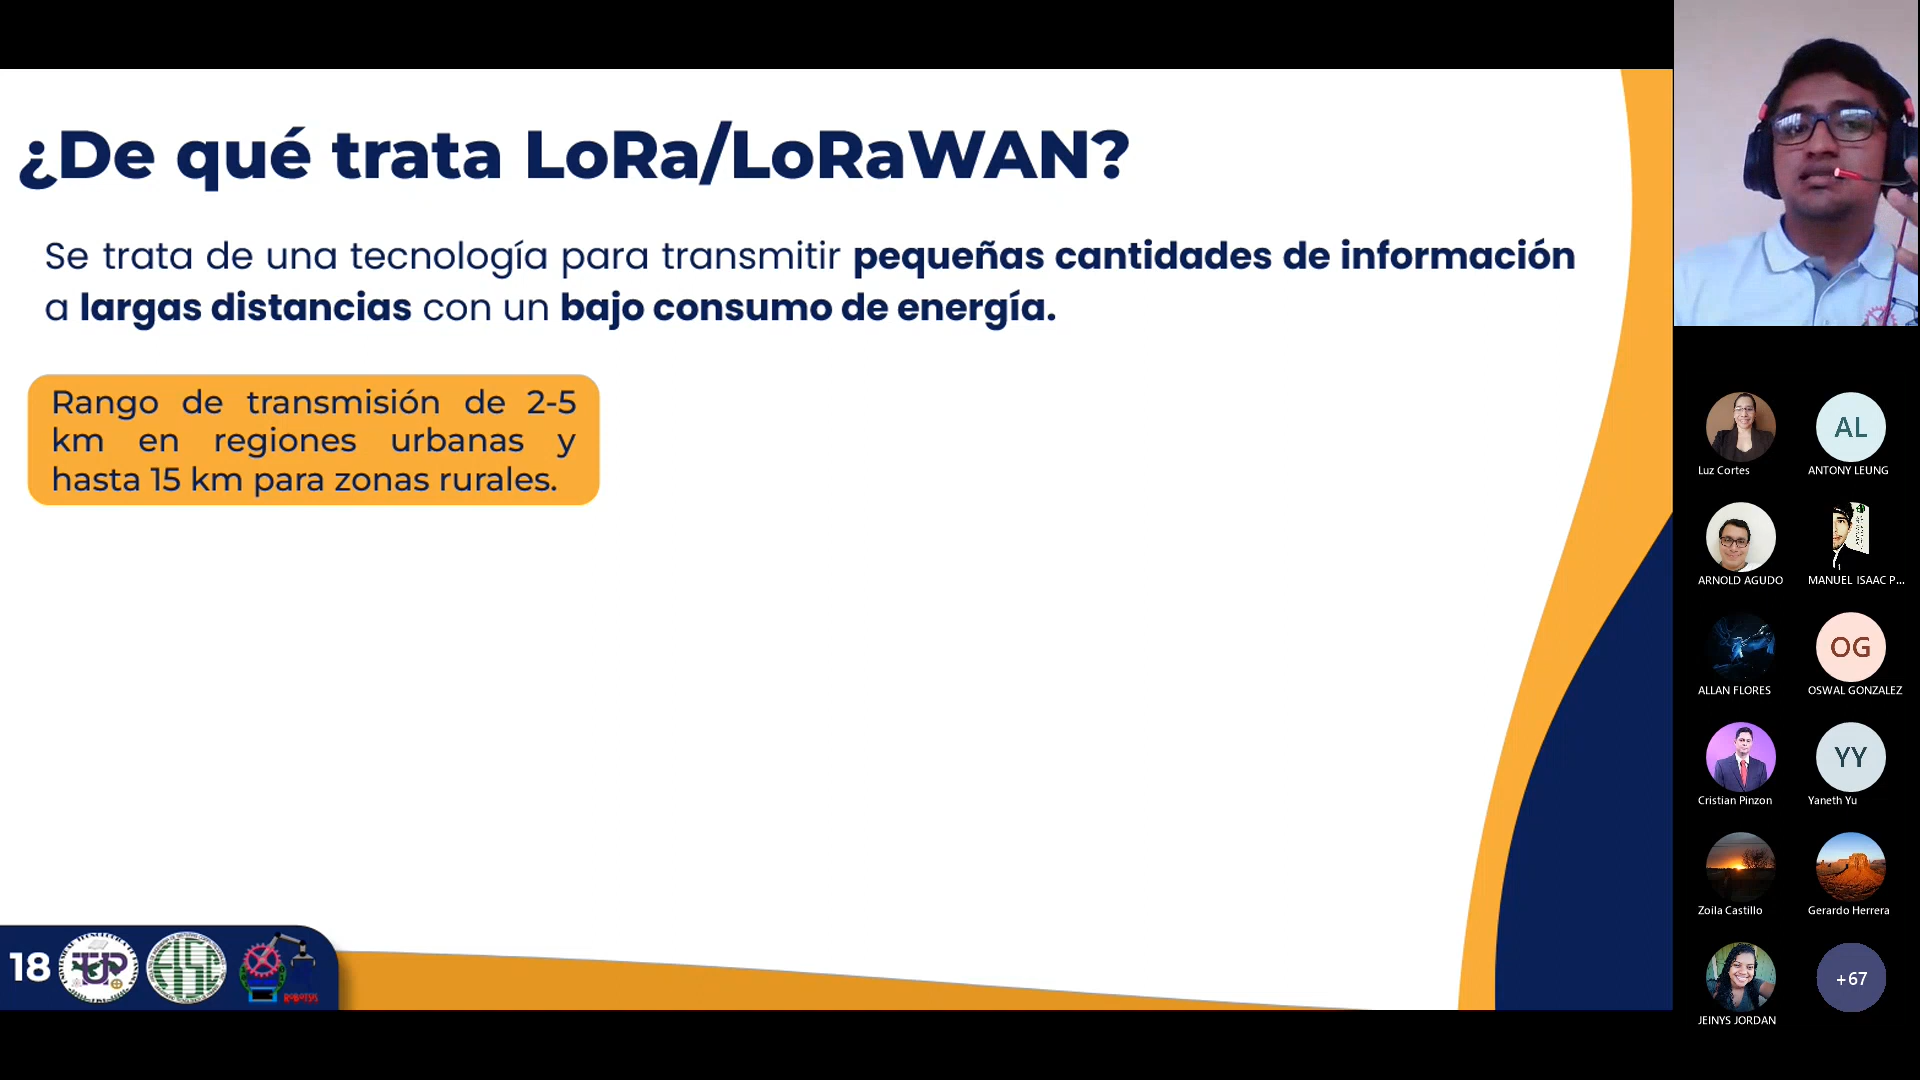 ¿De qué trata LoRa/LoRaWAN?
Se trata de una tecnología para transmitir pequeñas cantidades de información
a largas distancias con un bajo consumo de energía.
Rango de transmisión de 2-5
km en regiones urbanas y
hasta 15 km para zonas rurales.
18
UTP
FISC
ROBOTSIS
Luz Cortes
AL
ANTONY LEUNG
ARNOLD AGUDO
MANUEL ISAAC P...
ALLAN FLORES
OG
OSWAL GONZALEZ
Cristian Pinzon
YY
Yaneth Yu
Zoila Castillo
Gerardo Herrera
JEINYS JORDAN
+67